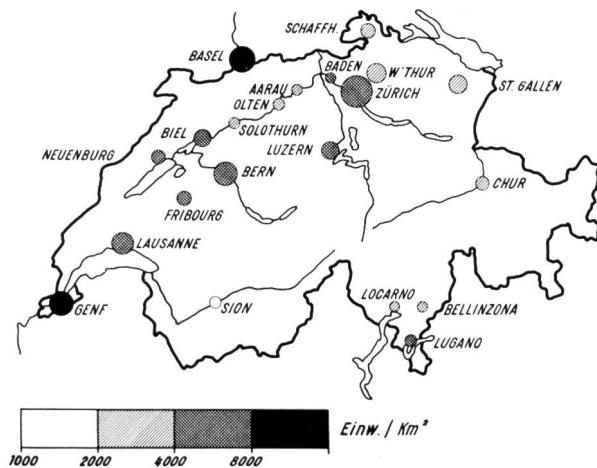 SCHAFFH.
BASEL
BADEN
W'THUR
ZÜRICH
ST. GALLEN
AARAU
OLTEN
SOLOTHURN
BIEL
NEUENBURG
LUZERN
BERN
CHUR
FRIBOURG
LAUSANNE
GENF
SION
LOCARNO
BELLINZONA
LUGANO
Einw. / Km²
1000 2000 4000 8000